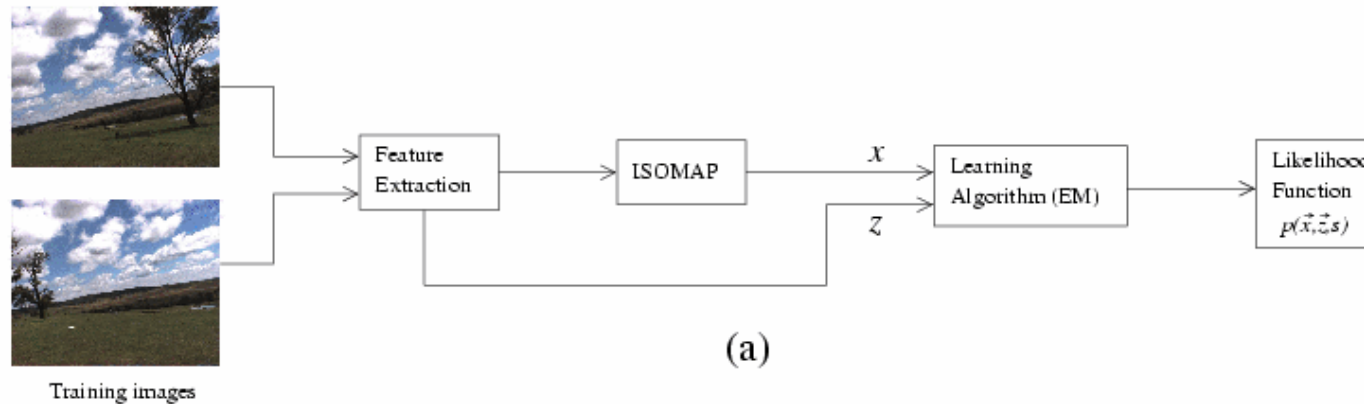 Feature
Extraction
ISOMAP
x
z
Learning
Algorithm (EM)
Likelihood
Function
p(x⃗,z⃗,s)
(a)
Training images